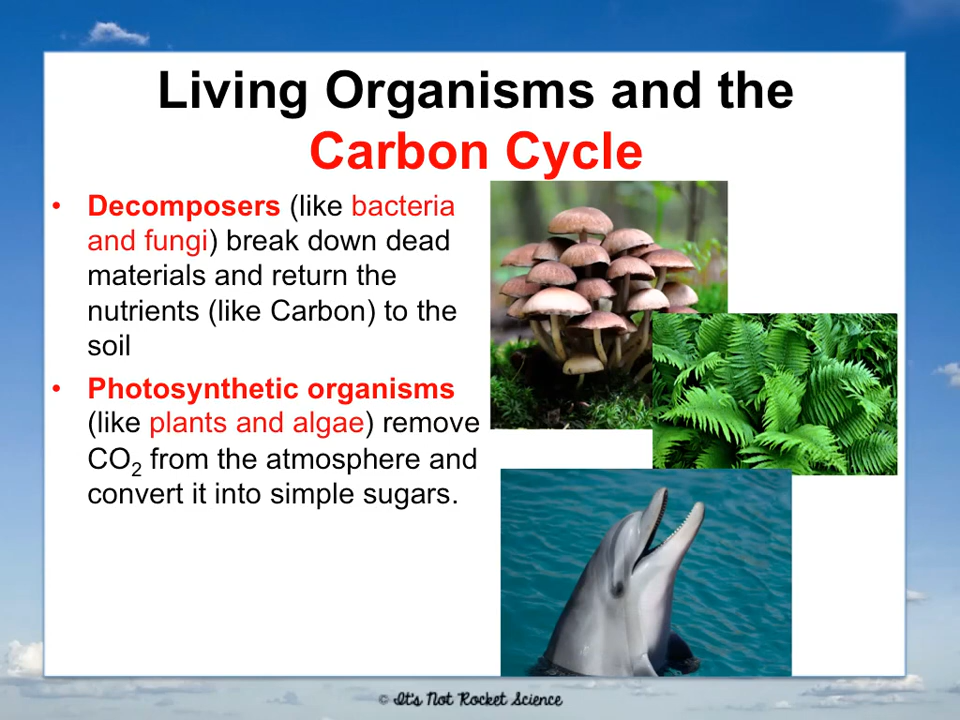 Living Organisms and the
Carbon Cycle
• Decomposers (like bacteria
and fungi) break down dead
materials and return the
nutrients (like Carbon) to the
soil
• Photosynthetic organisms
(like plants and algae) remove
CO₂ from the atmosphere and
convert it into simple sugars.
© It's Not Rocket Science